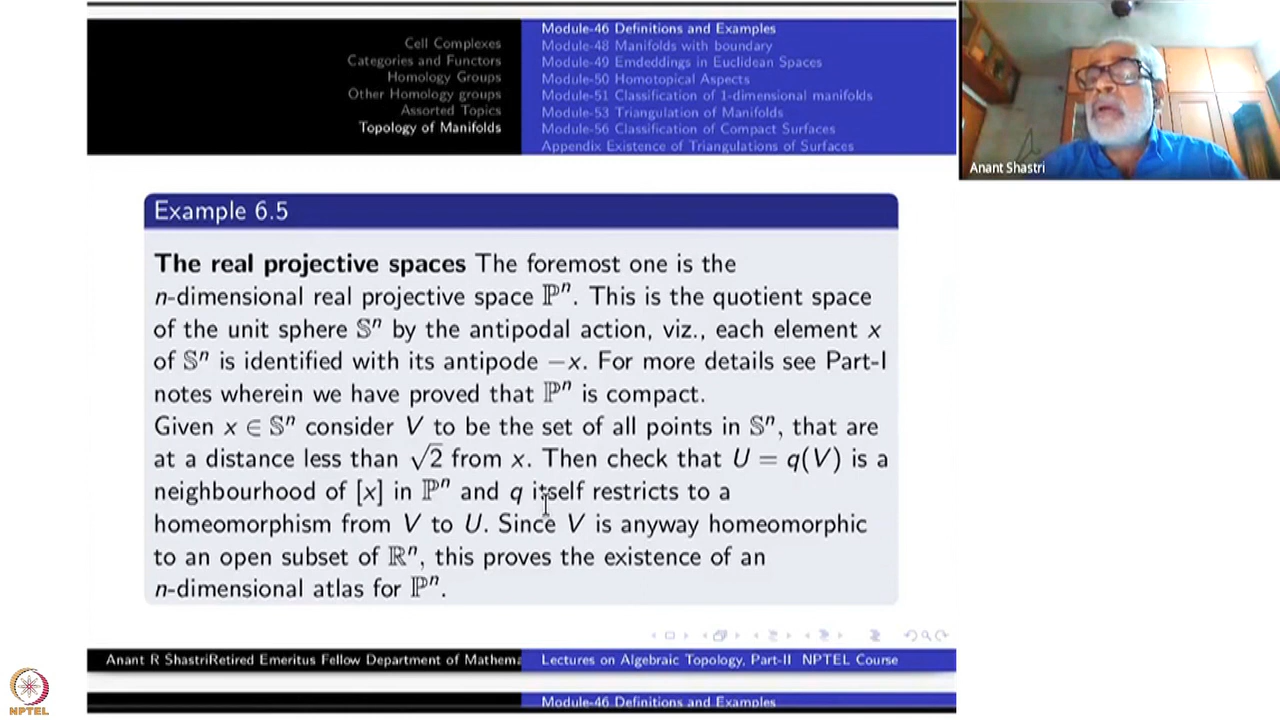 Cell Complexes
Categories and Functors
Homology Groups
Other Homology groups
Assorted Topics
Topology of Manifolds
Module-46 Definitions and Examples
Module-48 Manifolds with boundary
Module-49 Emdeddings in Euclidean Spaces
Module-50 Homotopical Aspects
Module-51 Classification of 1-dimensional manifolds
Module-53 Triangulation of Manifolds
Module-56 Classification of Compact Surfaces
Appendix Existence of Triangulations of Surfaces
Anant Shastri
Example 6.5
The real projective spaces The foremost one is the
n-dimensional real projective space ℙⁿ. This is the quotient space
of the unit sphere 𝕊ⁿ by the antipodal action, viz., each element x
of 𝕊ⁿ is identified with its antipode −x. For more details see Part-I
notes wherein we have proved that ℙⁿ is compact.
Given x ∈ 𝕊ⁿ consider V to be the set of all points in 𝕊ⁿ, that are
at a distance less than √2 from x. Then check that U = q(V) is a
neighbourhood of [x] in ℙⁿ and q itself restricts to a
homeomorphism from V to U. Since V is anyway homeomorphic
to an open subset of ℝⁿ, this proves the existence of an
n-dimensional atlas for ℙⁿ.
Anant R ShastriRetired Emeritus Fellow Department of Mathema
Lectures on Algebraic Topology, Part-II NPTEL Course
Module-46 Definitions and Examples
NPTEL